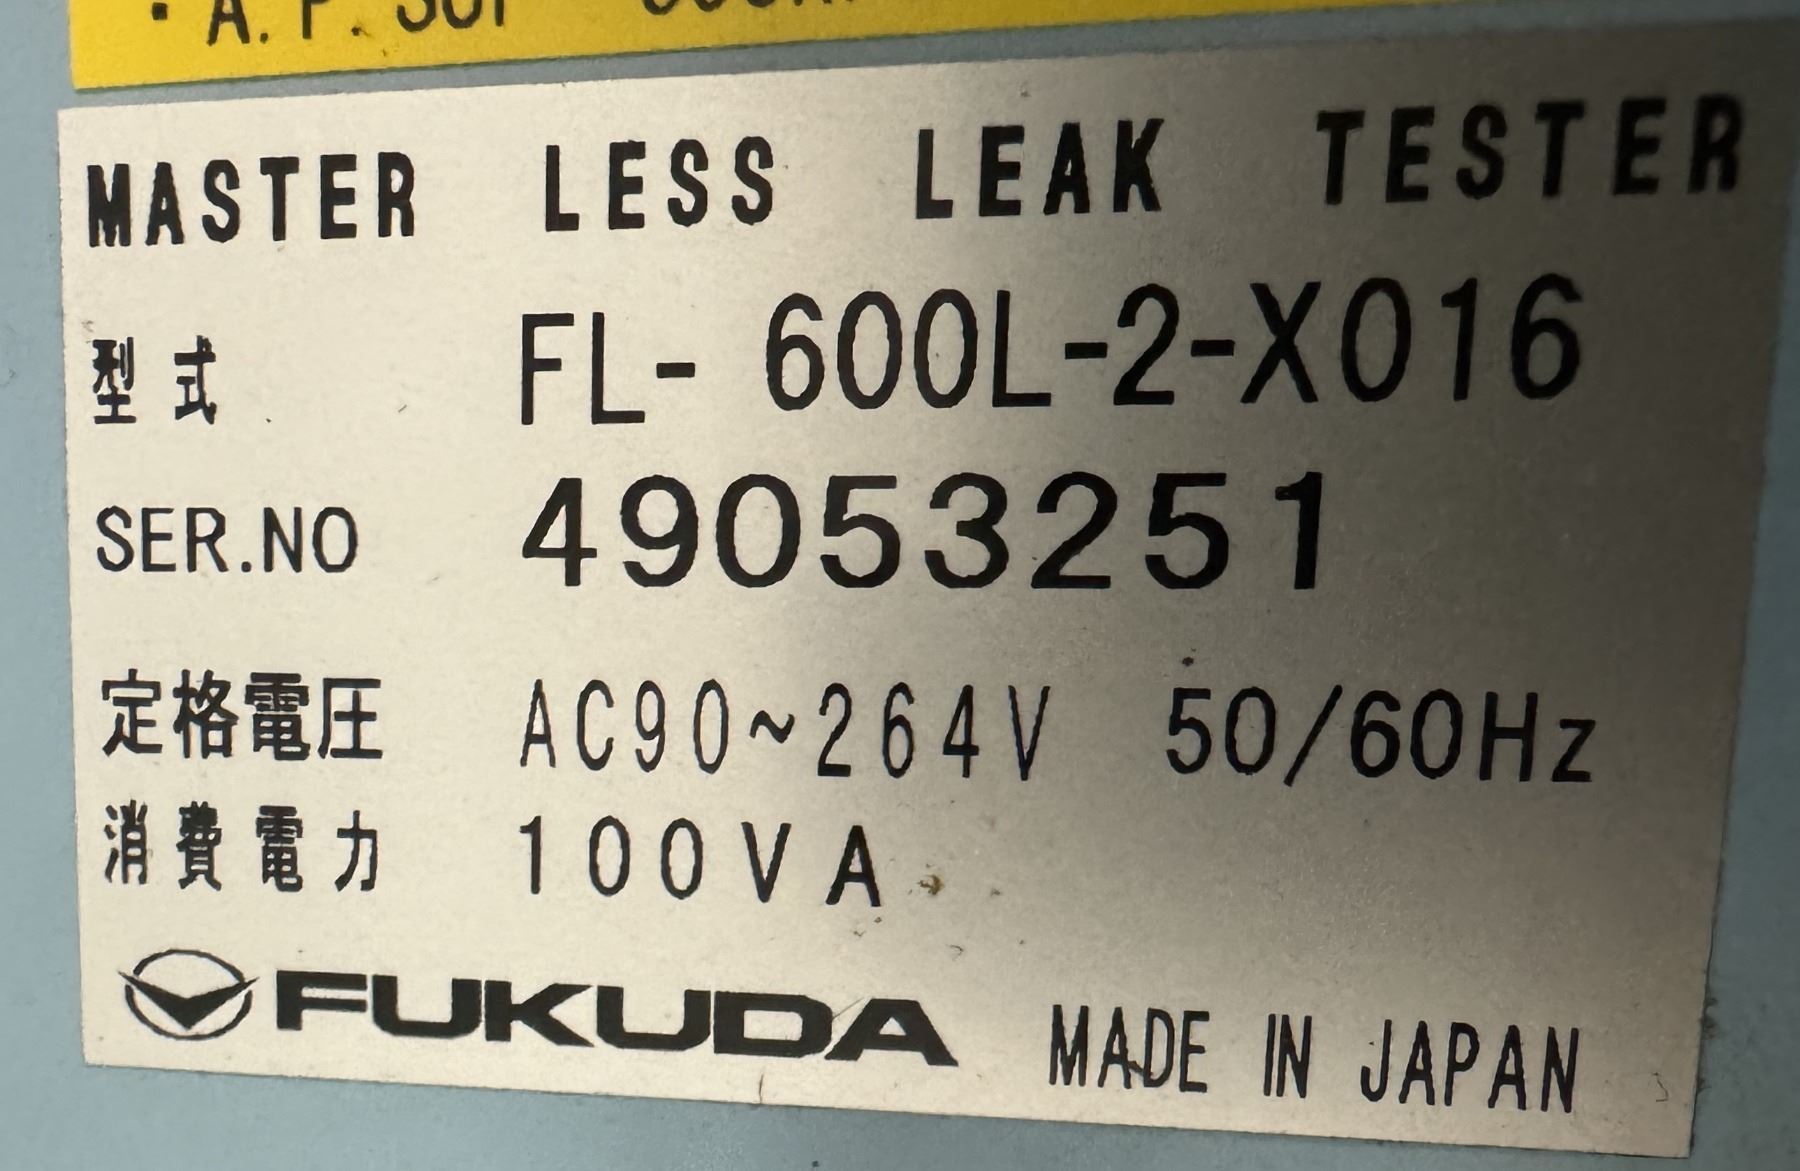 MASTER LESS LEAK TESTER
型式 FL- 600L-2-X016
SER.NO 49053251
定格電圧 AC90~264V 50/60Hz
消費電力 100VA
FUKUDA MADE IN JAPAN